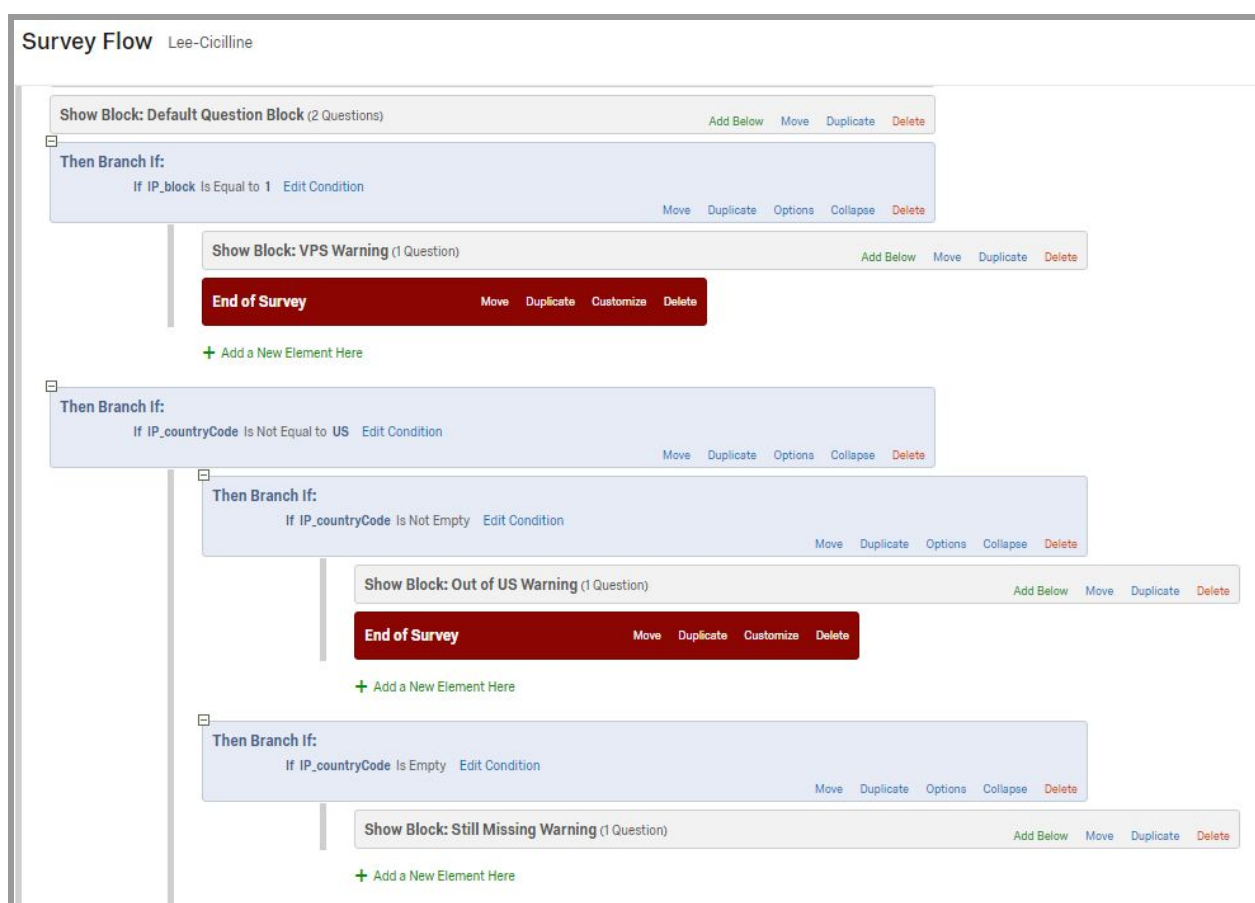 Survey Flow Lee-Cicilline
Show Block: Default Question Block (2 Questions) Add Below Move Duplicate Delete
Then Branch If:
If IP_block Is Equal to 1 Edit Condition
Move Duplicate Options Collapse Delete
Show Block: VPS Warning (1 Question) Add Below Move Duplicate Delete
End of Survey Move Duplicate Customize Delete
+ Add a New Element Here
Then Branch If:
If IP_countryCode Is Not Equal to US Edit Condition
Move Duplicate Options Collapse Delete
Then Branch If:
If IP_countryCode Is Not Empty Edit Condition
Move Duplicate Options Collapse Delete
Show Block: Out of US Warning (1 Question) Add Below Move Duplicate Delete
End of Survey Move Duplicate Customize Delete
+ Add a New Element Here
Then Branch If:
If IP_countryCode Is Empty Edit Condition
Move Duplicate Options Collapse Delete
Show Block: Still Missing Warning (1 Question) Add Below Move Duplicate Delete
+ Add a New Element Here